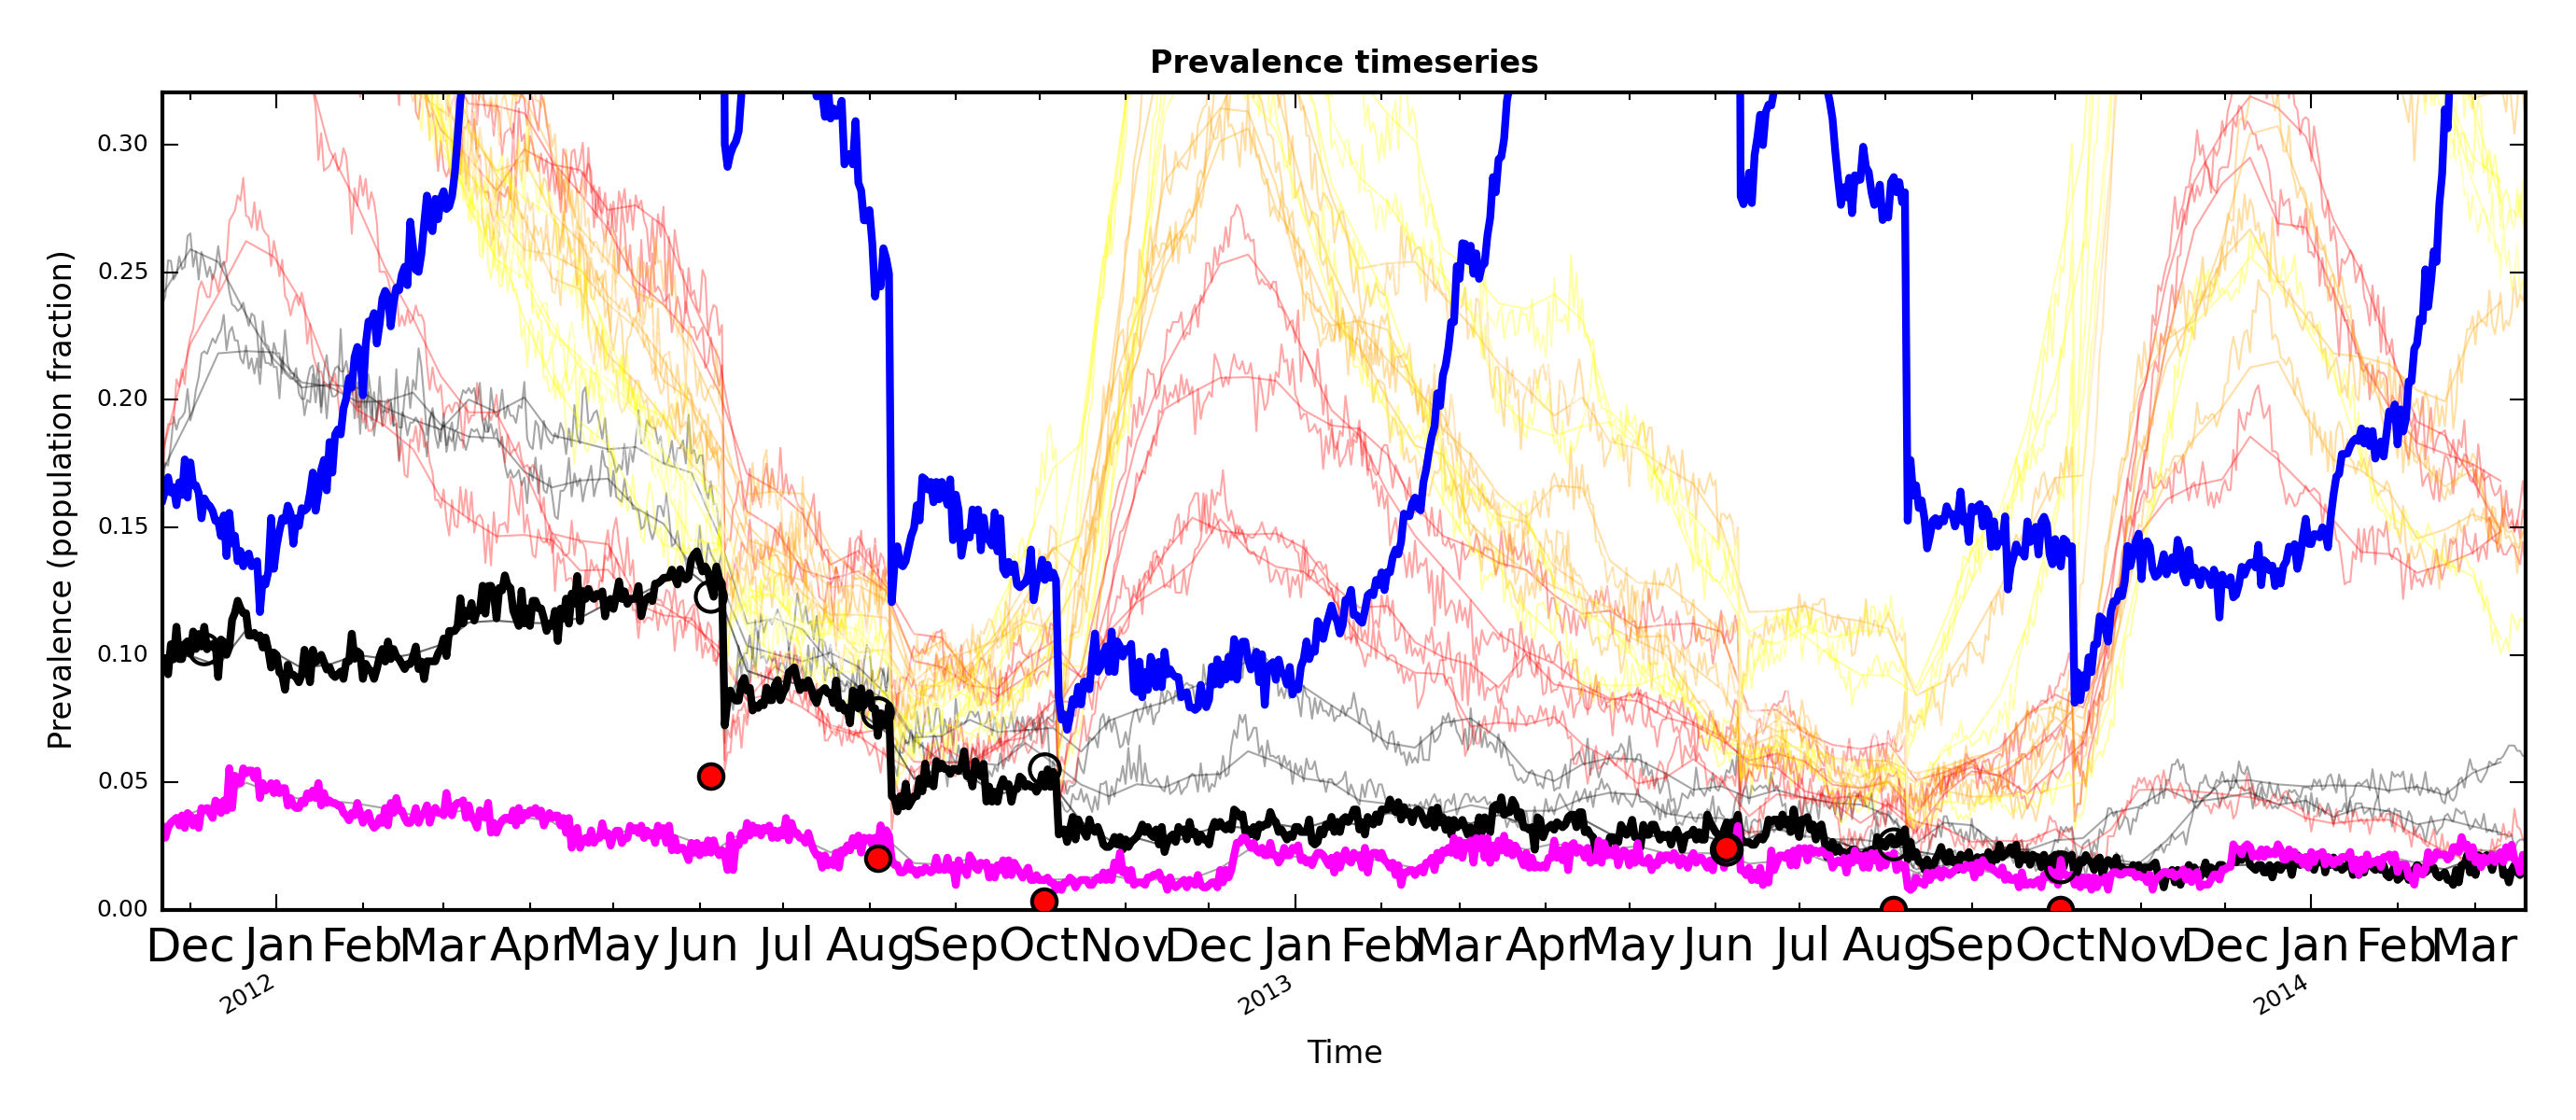 Prevalence timeseries
Prevalence (population fraction)
0.30
0.25
0.20
0.15
0.10
0.05
0.00
Dec Jan Feb Mar Apr May Jun Jul Aug Sep Oct Nov Dec Jan Feb Mar Apr May Jun Jul Aug Sep Oct Nov Dec Jan Feb Mar
2012 2013 2014
Time